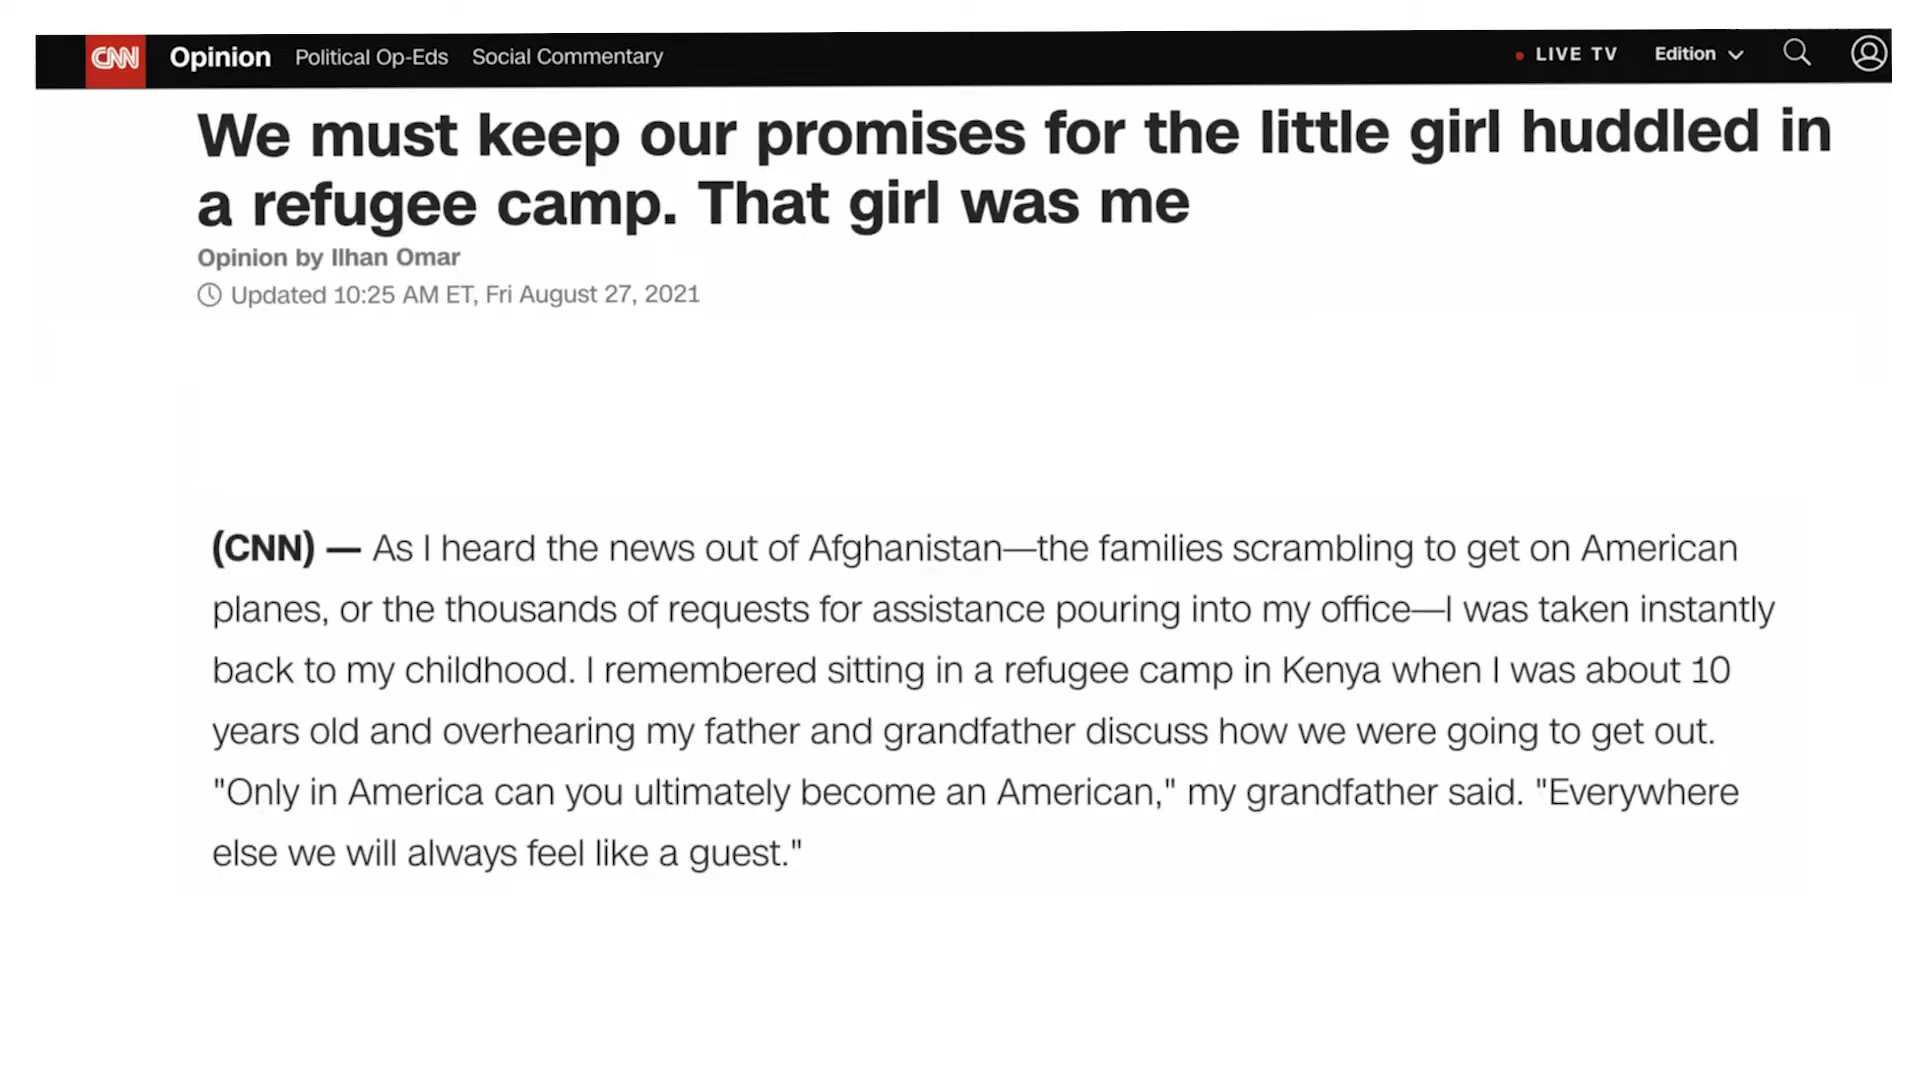 CNN Opinion Political Op-Eds Social Commentary LIVE TV Edition
We must keep our promises for the little girl huddled in
a refugee camp. That girl was me
Opinion by Ilhan Omar
Updated 10:25 AM ET, Fri August 27, 2021
(CNN) — As I heard the news out of Afghanistan—the families scrambling to get on American
planes, or the thousands of requests for assistance pouring into my office—I was taken instantly
back to my childhood. I remembered sitting in a refugee camp in Kenya when I was about 10
years old and overhearing my father and grandfather discuss how we were going to get out.
"Only in America can you ultimately become an American," my grandfather said. "Everywhere
else we will always feel like a guest."